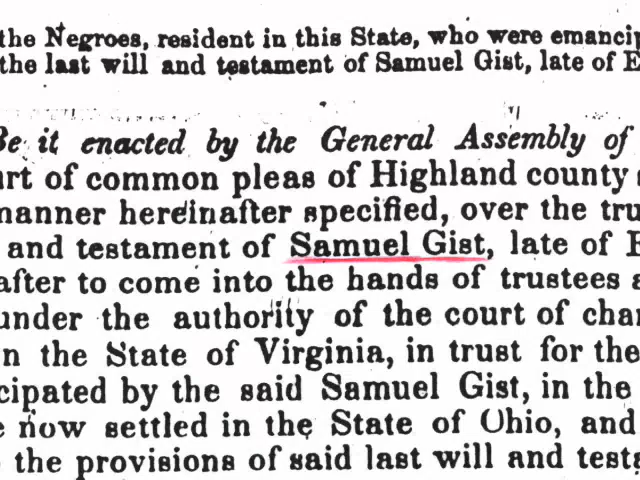 the Negroes, resident in this State, who were emancip
the last will and testament of Samuel Gist, late of E
Be it enacted by the General Assembly of
urt of common pleas of Highland county
manner hereinafter specified, over the tru
and testament of Samuel Gist, late of E
after to come into the hands of trustees a
under the authority of the court of chan
n the State of Virginia, in trust for the
cipated by the said Samuel Gist, in the
e now settled in the State of Ohio, and
the provisions of said last will and testa